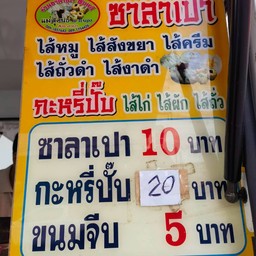 ซาลาเปา
ไส้หมู ไส้สังขยา ไส้ครีม
ไส้ถั่วดำ ไส้งาดำ
กะหรี่ปั๊บ ไส้ไก่ ไส้ผัก ไส้ถั่ว
ซาลาเปา 10 บาท
กะหรี่ปั๊บ 20 บาท
ขนมจีบ 5 บาท